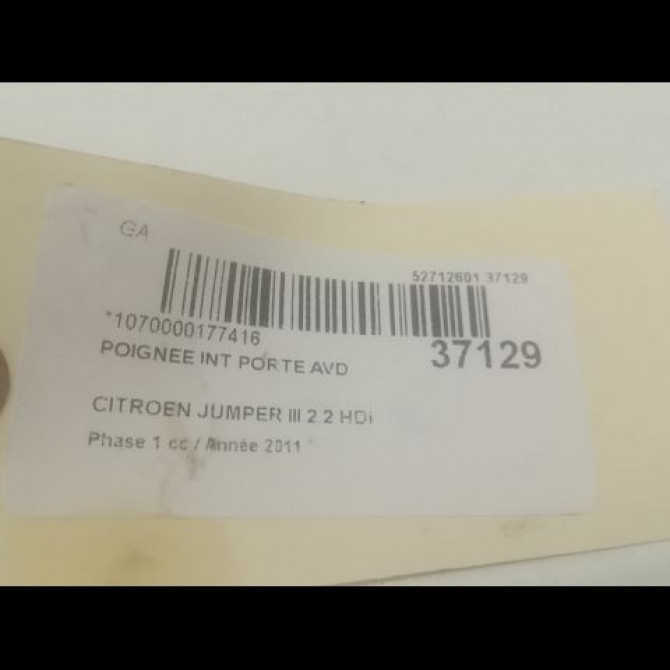 GA
52712601 37129
*1070000177416
37129
POIGNEE INT PORTE AVD
CITROEN JUMPER III 2.2 HDi
Phase 1 cc / Année 2011